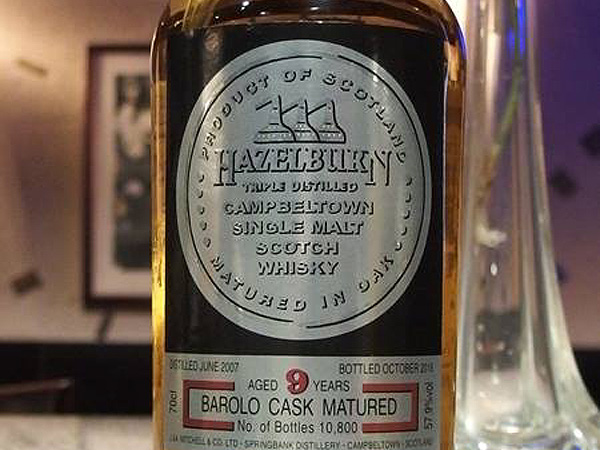 PRODUCT OF SCOTLAND
HAZELBURN
TRIPLE DISTILLED
CAMPBELTOWN
SINGLE MALT
SCOTCH
WHISKY
MATURED IN OAK
DISTILLED JUNE 2007 BOTTLED OCTOBER 2016
AGED 9 YEARS
70cl BAROLO CASK MATURED 57.9%vol
No. of Bottles 10,800
J.&A. MITCHELL & CO. LTD · SPRINGBANK DISTILLERY · CAMPBELTOWN · SCOTLAND